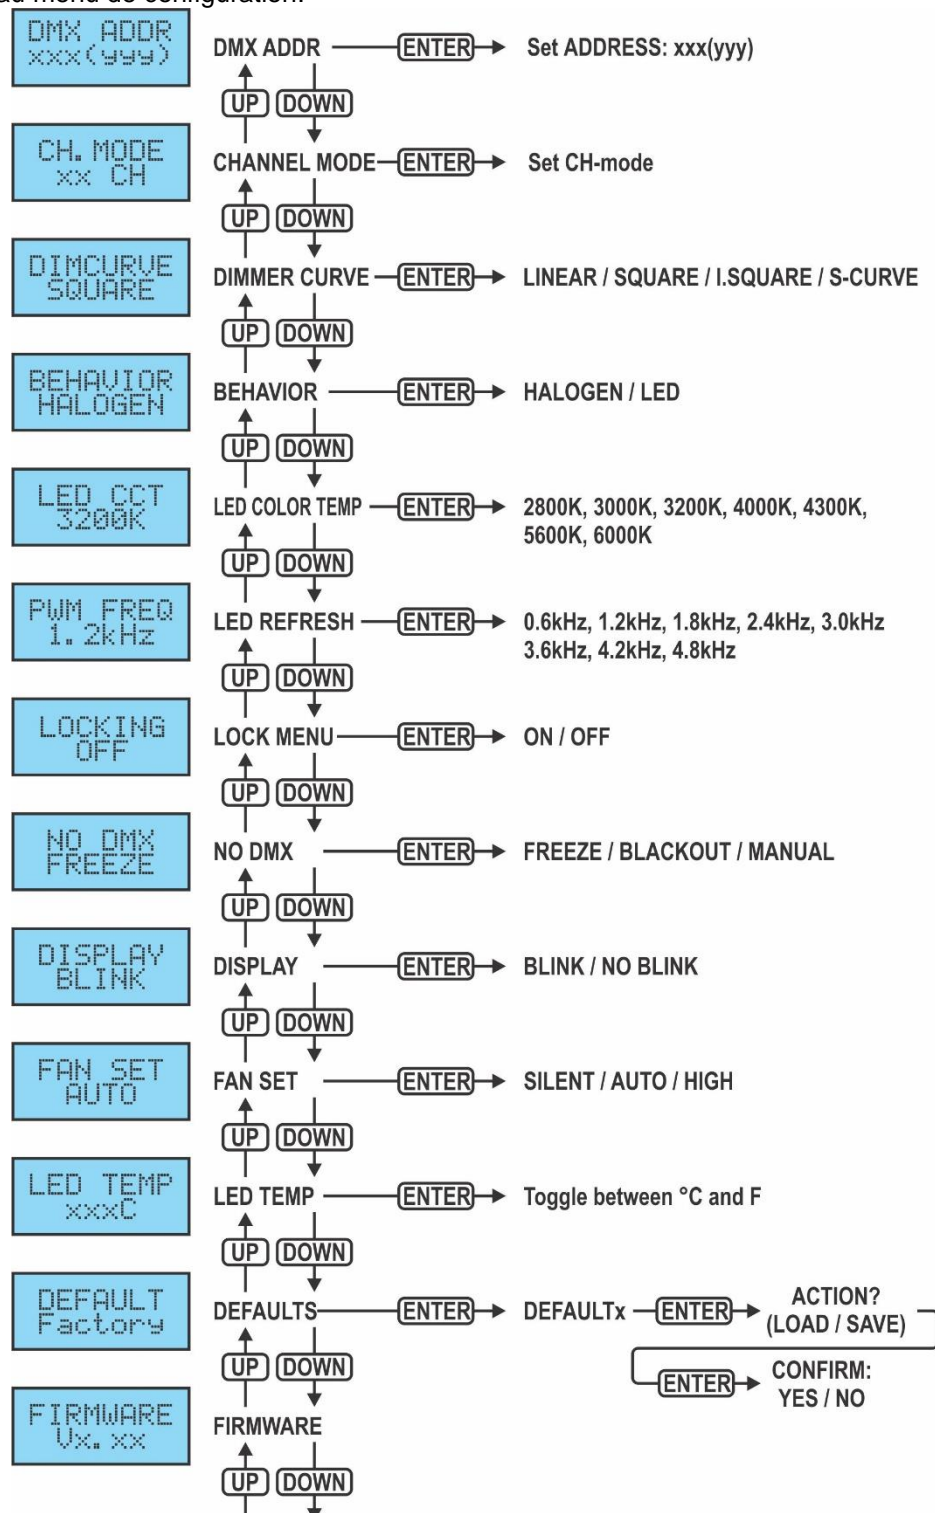 au menu de configuration.
DMX ADDR
xxx(yyy)
DMX ADDR ENTER Set ADDRESS: xxx(yyy)
UP DOWN
CH.MODE
xx CH
CHANNEL MODE ENTER Set CH-mode
UP DOWN
DIMCURVE
SQUARE
DIMMER CURVE ENTER LINEAR / SQUARE / I.SQUARE / S-CURVE
UP DOWN
BEHAVIOR
HALOGEN
BEHAVIOR ENTER HALOGEN / LED
UP DOWN
LED CCT
3200K
LED COLOR TEMP ENTER 2800K, 3000K, 3200K, 4000K, 4300K,
5600K, 6000K
UP DOWN
PWM FREQ
1.2kHz
LED REFRESH ENTER 0.6kHz, 1.2kHz, 1.8kHz, 2.4kHz, 3.0kHz
3.6kHz, 4.2kHz, 4.8kHz
UP DOWN
LOCKING
OFF
LOCK MENU ENTER ON / OFF
UP DOWN
NO DMX
FREEZE
NO DMX ENTER FREEZE / BLACKOUT / MANUAL
UP DOWN
DISPLAY
BLINK
DISPLAY ENTER BLINK / NO BLINK
UP DOWN
FAN SET
AUTO
FAN SET ENTER SILENT / AUTO / HIGH
UP DOWN
LED TEMP
xxxC
LED TEMP ENTER Toggle between °C and F
UP DOWN
DEFAULT
Factory
DEFAULTS ENTER DEFAULTx ENTER ACTION?
(LOAD / SAVE)
ENTER CONFIRM:
YES / NO
UP DOWN
FIRMWARE
Vx.xx
FIRMWARE
UP DOWN